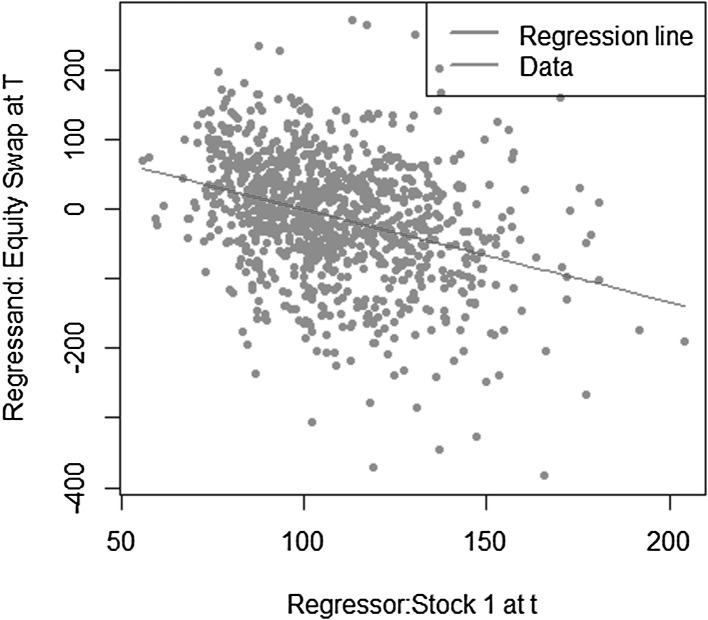 Regression line
Data
200
100
0
-200
-400
50
100
150
200
Regressand: Equity Swap at T
Regressor:Stock 1 at t